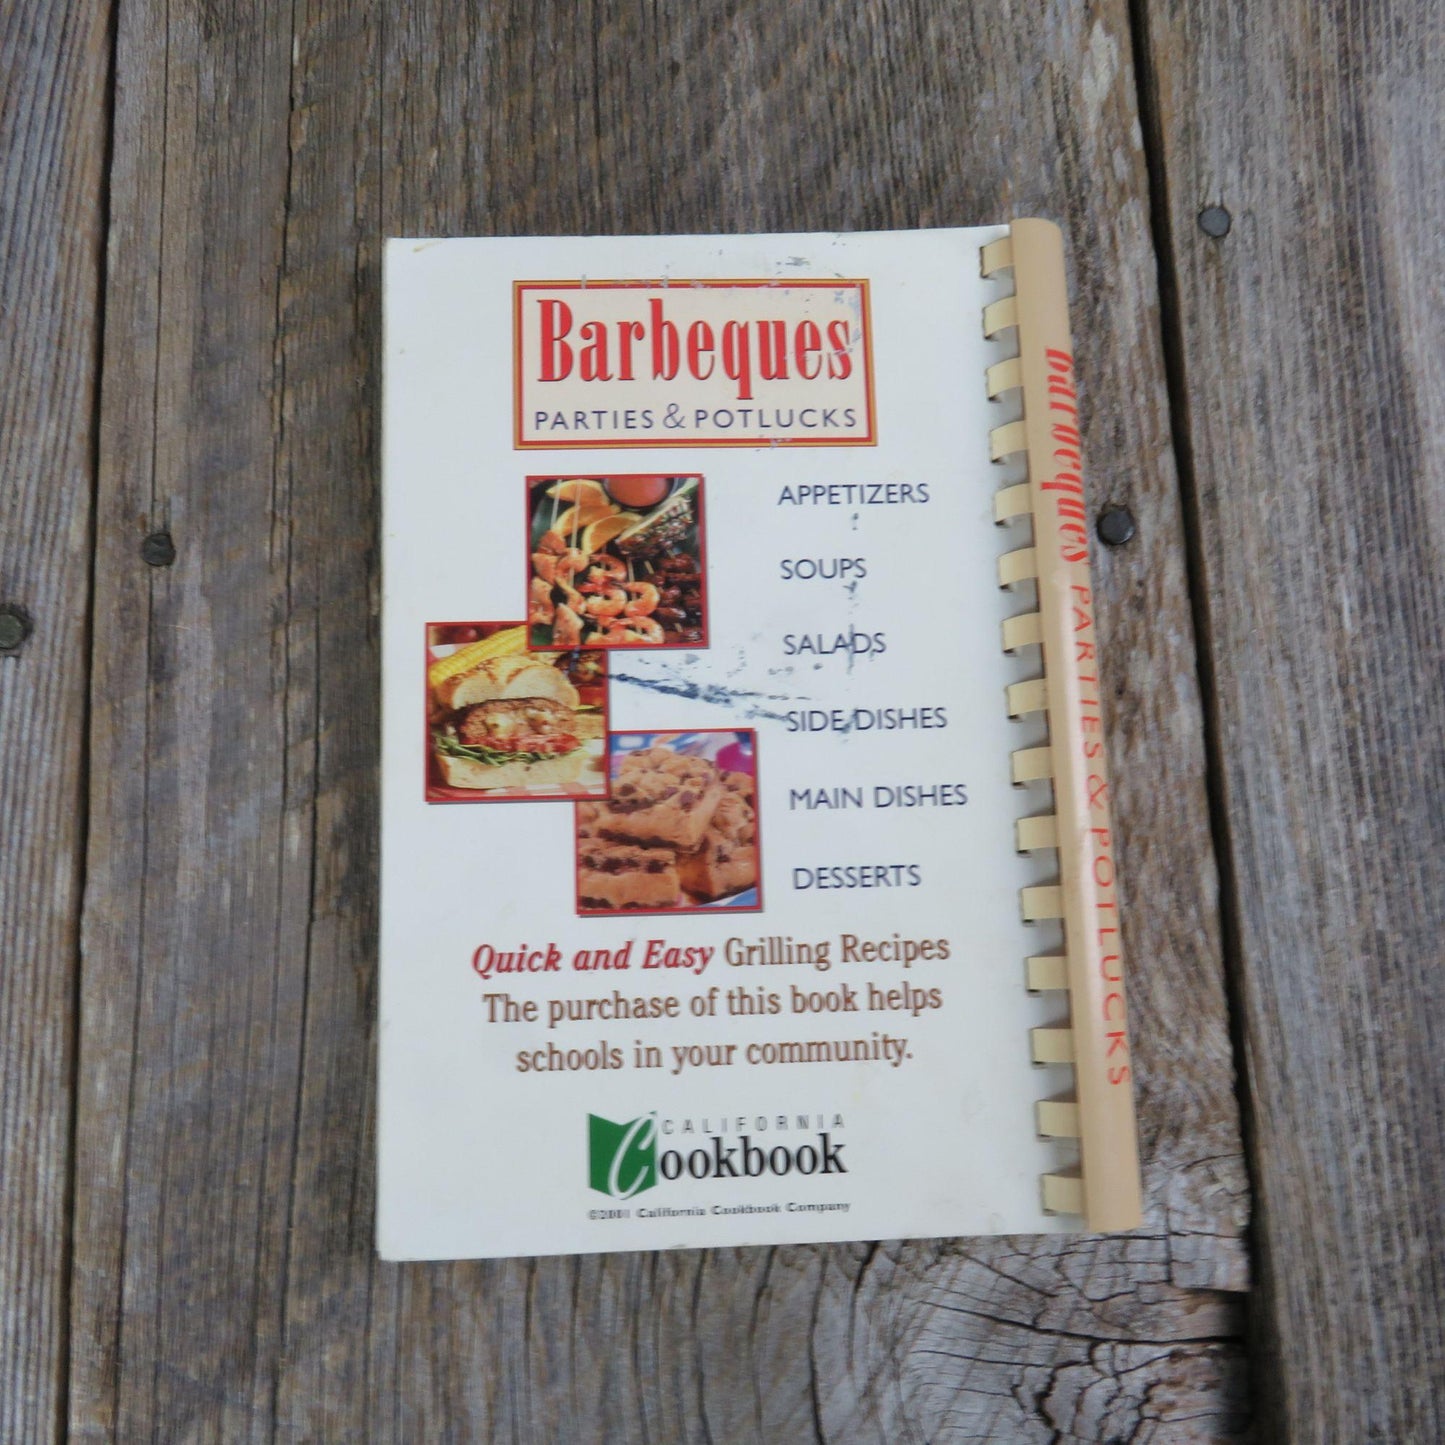 Barbeques
PARTIES & POTLUCKS
APPETIZERS
SOUPS
SALADS
SIDE DISHES
MAIN DISHES
DESSERTS
Quick and Easy Grilling Recipes
The purchase of this book helps
schools in your community.
CALIFORNIA
Cookbook
©2001 California Cookbook Company
Barbeques PARTIES & POTLUCKS